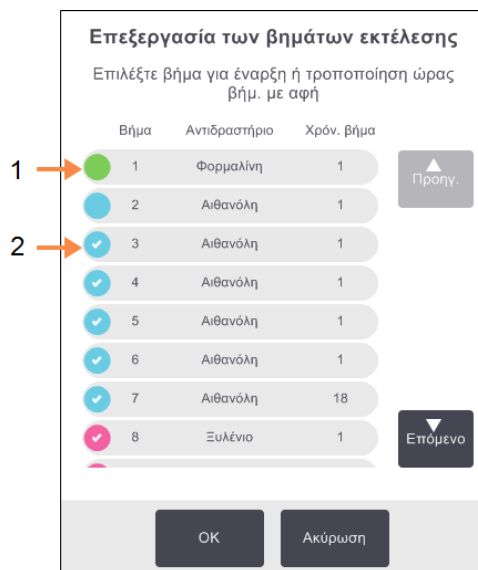 Επεξεργασία των βημάτων εκτέλεσης
Επιλέξτε βήμα για έναρξη ή τροποποίηση ώρας
βήμ. με αφή
Βήμα Αντιδραστήριο Χρόν. βήμα
1 1 Φορμαλίνη 1 Προηγ.
2 Αιθανόλη 1
2 3 Αιθανόλη 1
4 Αιθανόλη 1
5 Αιθανόλη 1
6 Αιθανόλη 1
7 Αιθανόλη 18
8 Ξυλένιο 1 Επόμενο
OK Ακύρωση